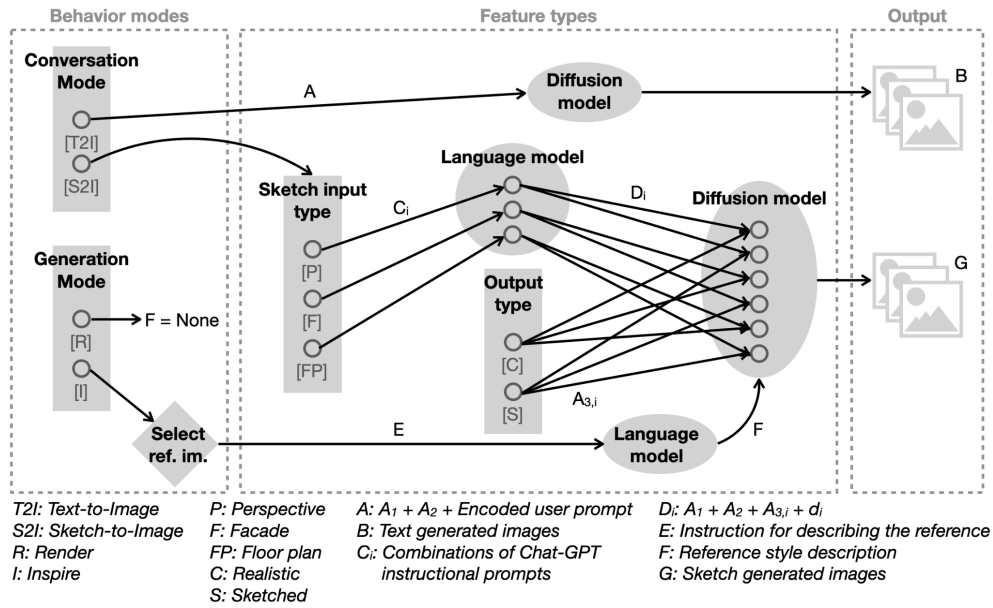 Behavior modes
Feature types
Output
Conversation
Mode
[T2I]
[S2I]
A
Diffusion
model
B
Sketch input
type
[P]
[F]
[FP]
Cᵢ
Language model
Dᵢ
Diffusion model
Generation
Mode
[R]
F = None
[I]
Output
type
[C]
[S]
A₃,ᵢ
G
Select
ref. im.
E
Language
model
F
T2I: Text-to-Image
S2I: Sketch-to-Image
R: Render
I: Inspire
P: Perspective
F: Facade
FP: Floor plan
C: Realistic
S: Sketched
A: A₁ + A₂ + Encoded user prompt
B: Text generated images
Cᵢ: Combinations of Chat-GPT
instructional prompts
Dᵢ: A₁ + A₂ + A₃,ᵢ + dᵢ
E: Instruction for describing the reference
F: Reference style description
G: Sketch generated images